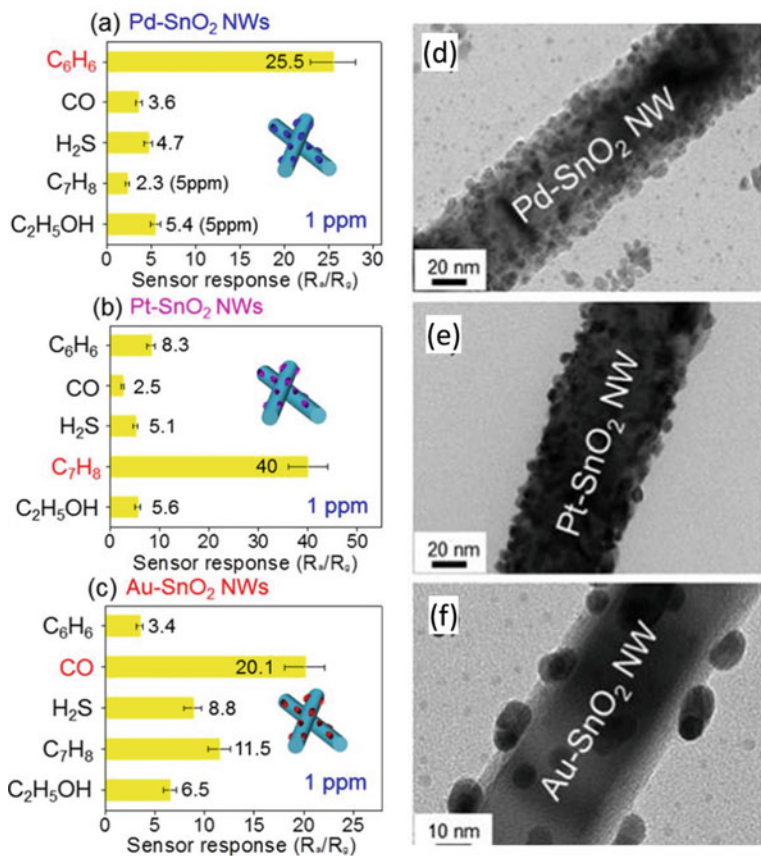 (a) Pd-SnO₂ NWs
C₆H₆ 25.5
CO 3.6
H₂S 4.7
C₇H₈ 2.3 (5ppm)
C₂H₅OH 5.4 (5ppm)
1 ppm
0 5 10 15 20 25 30
Sensor response (Rₐ/R₉)
(b) Pt-SnO₂ NWs
C₆H₆ 8.3
CO 2.5
H₂S 5.1
C₇H₈ 40
C₂H₅OH 5.6
1 ppm
0 10 20 30 40 50
Sensor response (Rₐ/R₉)
(c) Au-SnO₂ NWs
C₆H₆ 3.4
CO 20.1
H₂S 8.8
C₇H₈ 11.5
C₂H₅OH 6.5
1 ppm
0 5 10 15 20 25
Sensor response (Rₐ/R₉)
(d)
Pd-SnO₂ NW
20 nm
(e)
Pt-SnO₂ NW
20 nm
(f)
Au-SnO₂ NW
10 nm